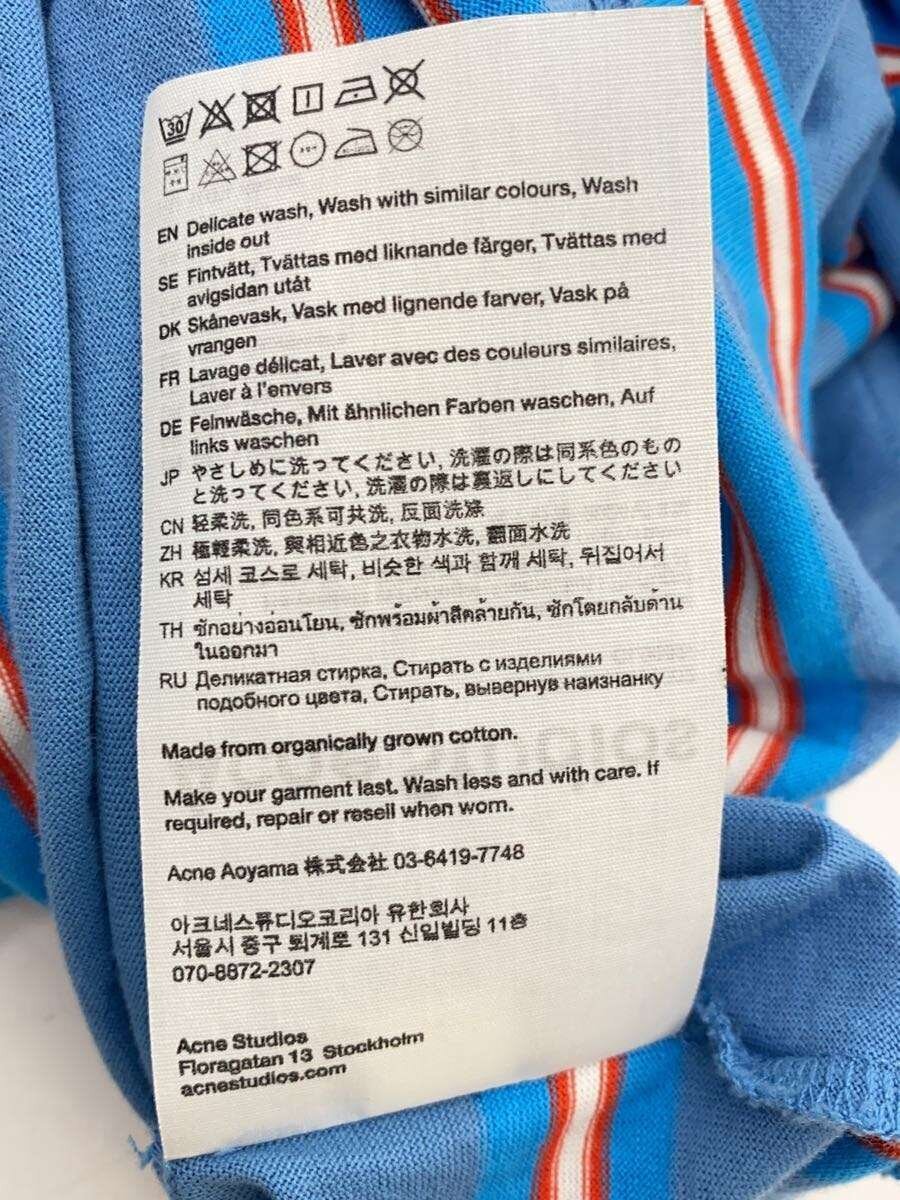 30
EN Delicate wash, Wash with similar colours, Wash
inside out
SE Fintvätt, Tvättas med liknande färger, Tvättas med
avigsidan utåt
DK Skånevask, Vask med lignende farver, Vask på
vrangen
FR Lavage délicat, Laver avec des couleurs similaires,
Laver à l'envers
DE Feinwäsche, Mit ähnlichen Farben waschen, Auf
links waschen
JP やさしめに洗ってください, 洗濯の際は同系色のもの
と洗ってください, 洗濯の際は裏返しにしてください
CN 轻柔洗, 同色系可共洗, 反面洗涤
ZH 極輕柔洗, 與相近色之衣物水洗, 翻面水洗
KR 섬세 코스로 세탁, 비슷한 색과 함께 세탁, 뒤집어서
세탁
TH ซักอย่างอ่อนโยน, ซักพร้อมผ้าสีคล้ายกัน, ซักโดยกลับด้าน
ในออกมา
RU Деликатная стирка, Стирать с изделиями
подобного цвета, Стирать, вывернув наизнанку
Made from organically grown cotton.
Make your garment last. Wash less and with care. If
required, repair or resell when worn.
Acne Aoyama 株式会社 03-6419-7748
아크네스튜디오코리아 유한회사
서울시 중구 퇴계로 131 신일빌딩 11층
070-8872-2307
Acne Studios
Floragatan 13 Stockholm
acnestudios.com